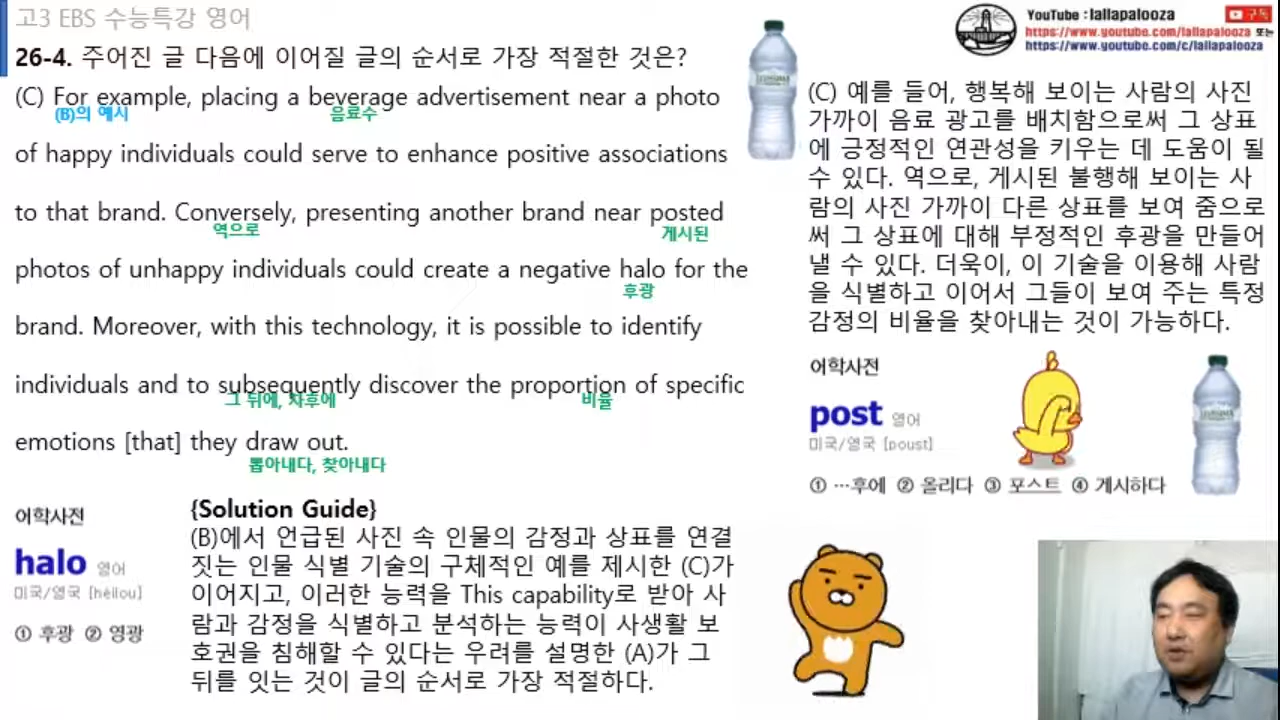 고3 EBS 수능특강 영어
YouTube : lallapalooza
구독
https://www.youtube.com/lallapalooza 또는
https://www.youtube.com/c/lallapalooza
26-4. 주어진 글 다음에 이어질 글의 순서로 가장 적절한 것은?
(C) For example, placing a beverage advertisement near a photo
(B)의 예시 음료수
of happy individuals could serve to enhance positive associations
to that brand. Conversely, presenting another brand near posted
역으로 게시된
photos of unhappy individuals could create a negative halo for the
후광
brand. Moreover, with this technology, it is possible to identify
individuals and to subsequently discover the proportion of specific
그 뒤에, 차후에 비율
emotions [that] they draw out.
뽑아내다, 찾아내다
(C) 예를 들어, 행복해 보이는 사람의 사진
가까이 음료 광고를 배치함으로써 그 상표
에 긍정적인 연관성을 키우는 데 도움이 될
수 있다. 역으로, 게시된 불행해 보이는 사
람의 사진 가까이 다른 상표를 보여 줌으로
써 그 상표에 대해 부정적인 후광을 만들어
낼 수 있다. 더욱이, 이 기술을 이용해 사람
을 식별하고 이어서 그들이 보여 주는 특정
감정의 비율을 찾아내는 것이 가능하다.
어학사전
post 영어
미국/영국 [poust]
① …후에 ② 올리다 ③ 포스트 ④ 게시하다
어학사전
halo 영어
미국/영국 [héilou]
① 후광 ② 영광
{Solution Guide}
(B)에서 언급된 사진 속 인물의 감정과 상표를 연결
짓는 인물 식별 기술의 구체적인 예를 제시한 (C)가
이어지고, 이러한 능력을 This capability로 받아 사
람과 감정을 식별하고 분석하는 능력이 사생활 보
호권을 침해할 수 있다는 우려를 설명한 (A)가 그
뒤를 잇는 것이 글의 순서로 가장 적절하다.